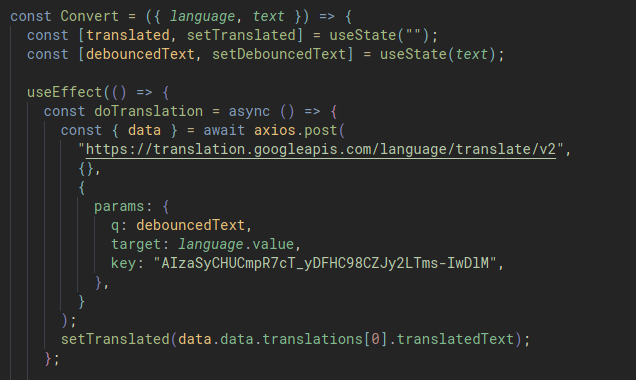 const Convert = ({ language, text }) => {
const [translated, setTranslated] = useState("");
const [debouncedText, setDebouncedText] = useState(text);
useEffect(() => {
const doTranslation = async () => {
const { data } = await axios.post(
"https://translation.googleapis.com/language/translate/v2",
{},
{
params: {
q: debouncedText,
target: language.value,
key: "AIzaSyCHUCmpR7cT_yDFHC98CZJy2LTms-IwDlM",
},
}
);
setTranslated(data.data.translations[0].translatedText);
};